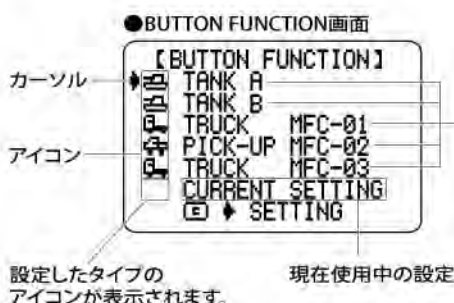 ●BUTTON FUNCTION画面
【BUTTON FUNCTION】
カーソル
TANK A
TANK B
TRUCK MFC-01
アイコン
PICK-UP MFC-02
TRUCK MFC-03
CURRENT SETTING
E ♦ SETTING
設定したタイプの
アイコンが表示されます。
現在使用中の設定